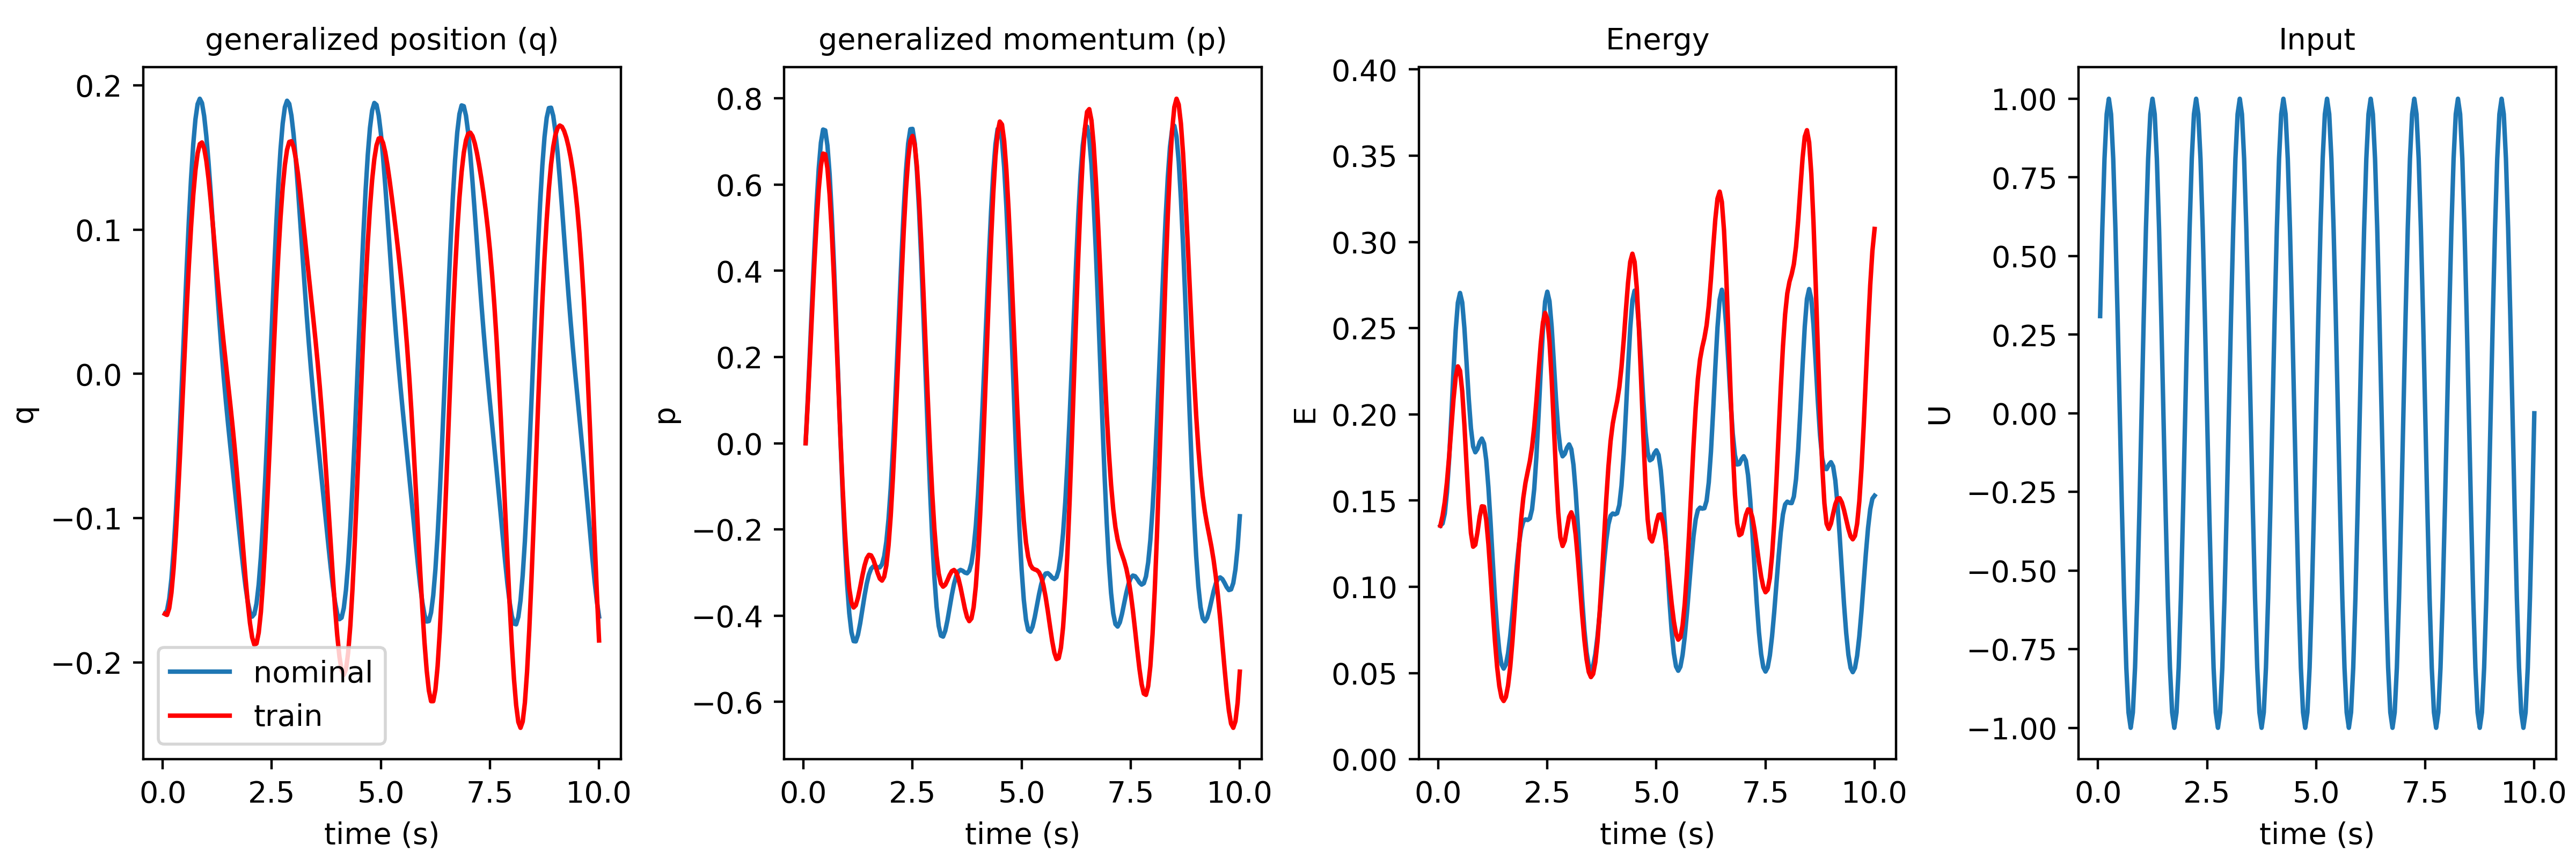 generalized position (q)
0.2
0.1
0.0
−0.1
−0.2
q
nominal
train
0.0 2.5 5.0 7.5 10.0
time (s)
generalized momentum (p)
0.8
0.6
0.4
0.2
0.0
−0.2
−0.4
−0.6
p
0.0 2.5 5.0 7.5 10.0
time (s)
Energy
0.40
0.35
0.30
0.25
0.20
0.15
0.10
0.05
0.00
E
0.0 2.5 5.0 7.5 10.0
time (s)
Input
1.00
0.75
0.50
0.25
0.00
−0.25
−0.50
−0.75
−1.00
U
0.0 2.5 5.0 7.5 10.0
time (s)